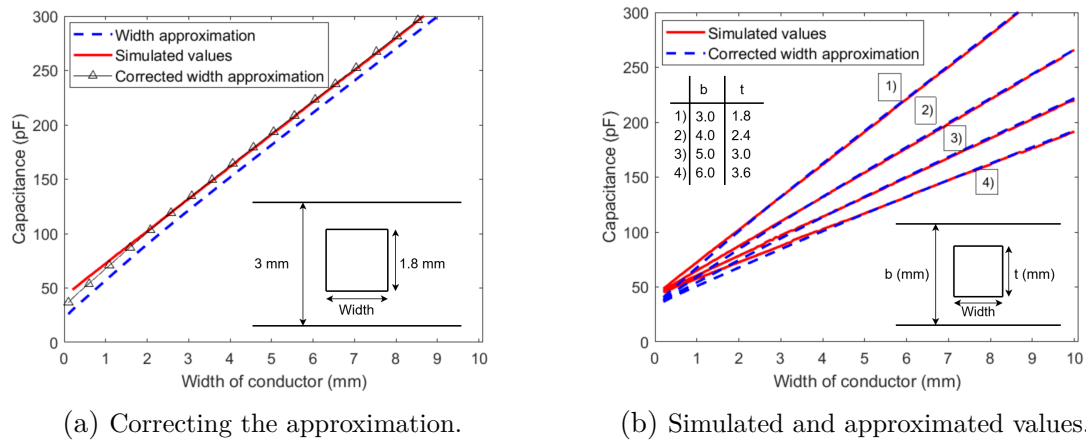 300
250
200
150
100
50
0
Capacitance (pF)
Width approximation
Simulated values
Corrected width approximation
3 mm
1.8 mm
Width
0 1 2 3 4 5 6 7 8 9 10
Width of conductor (mm)
(a) Correcting the approximation.
300
250
200
150
100
50
0
Capacitance (pF)
Simulated values
Corrected width approximation
b t
1) 3.0 1.8
2) 4.0 2.4
3) 5.0 3.0
4) 6.0 3.6
1)
2)
3)
4)
b (mm)
t (mm)
Width
0 1 2 3 4 5 6 7 8 9 10
Width of conductor (mm)
(b) Simulated and approximated values.